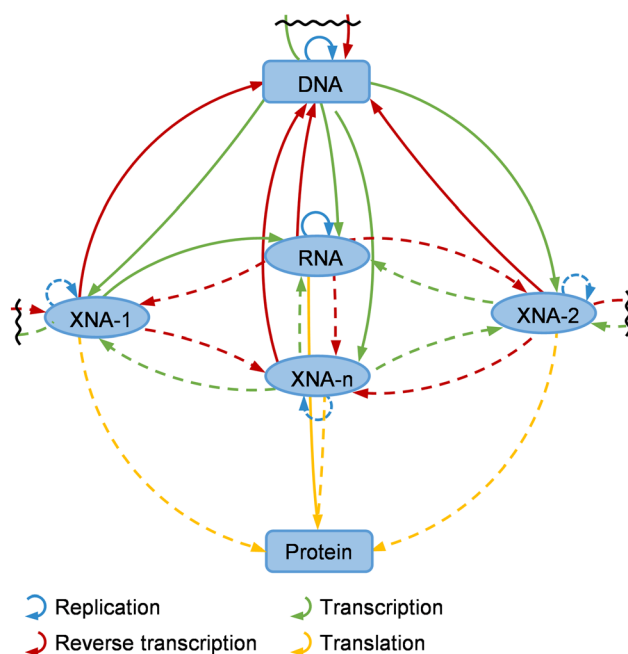 DNA
RNA
XNA-1
XNA-2
XNA-n
Protein
Replication
Transcription
Reverse transcription
Translation